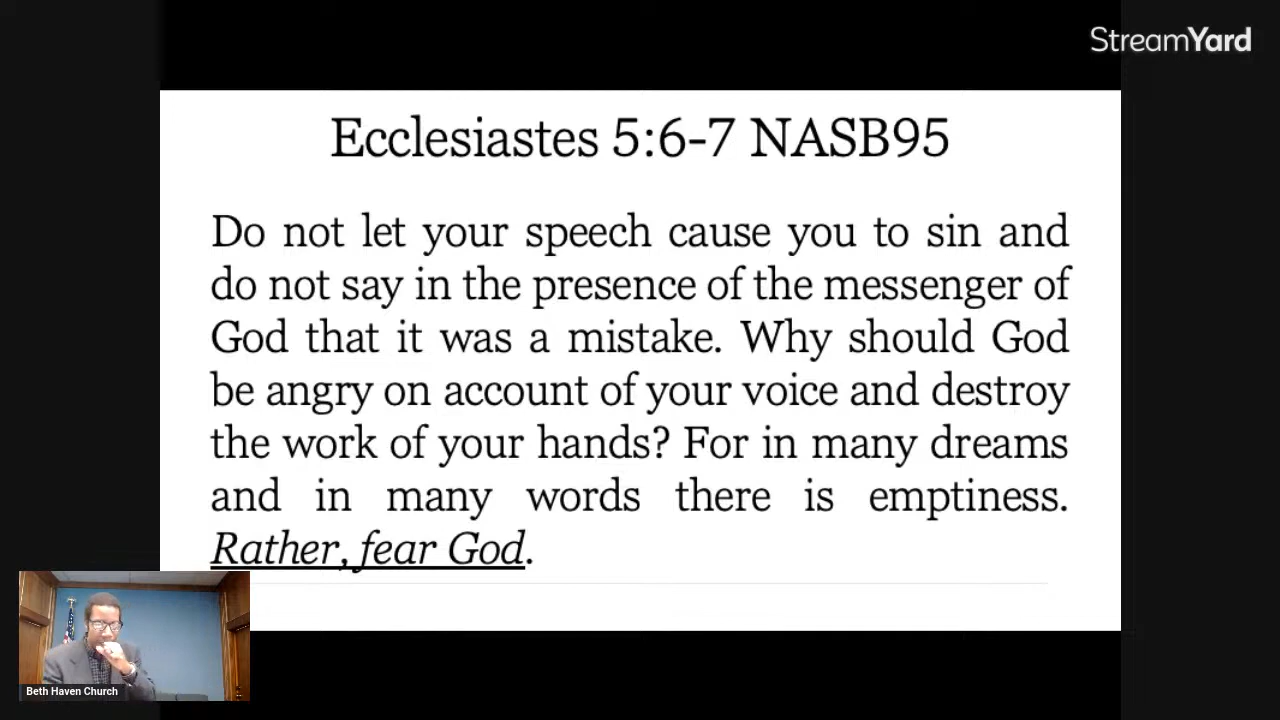 StreamYard
Ecclesiastes 5:6-7 NASB95
Do not let your speech cause you to sin and
do not say in the presence of the messenger of
God that it was a mistake. Why should God
be angry on account of your voice and destroy
the work of your hands? For in many dreams
and in many words there is emptiness.
Rather, fear God.
Beth Haven Church